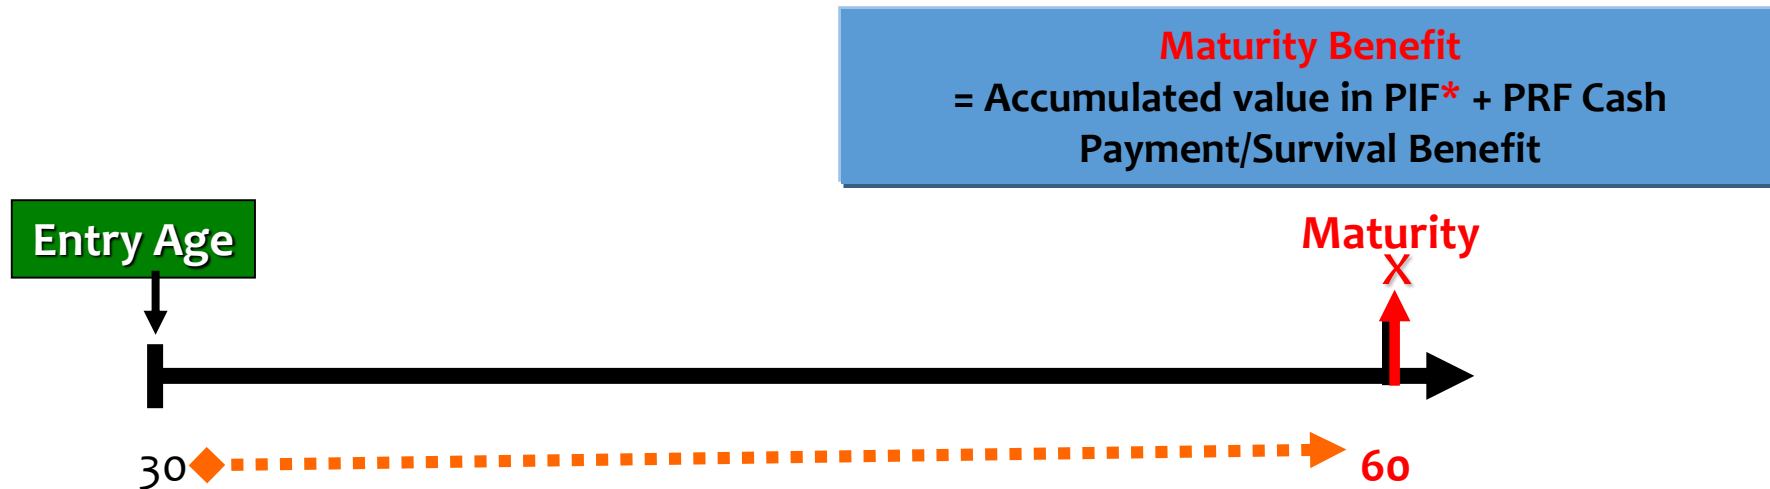 Maturity Benefit
= Accumulated value in PIF* + PRF Cash
Payment/Survival Benefit
Entry Age
Maturity
X
30
60